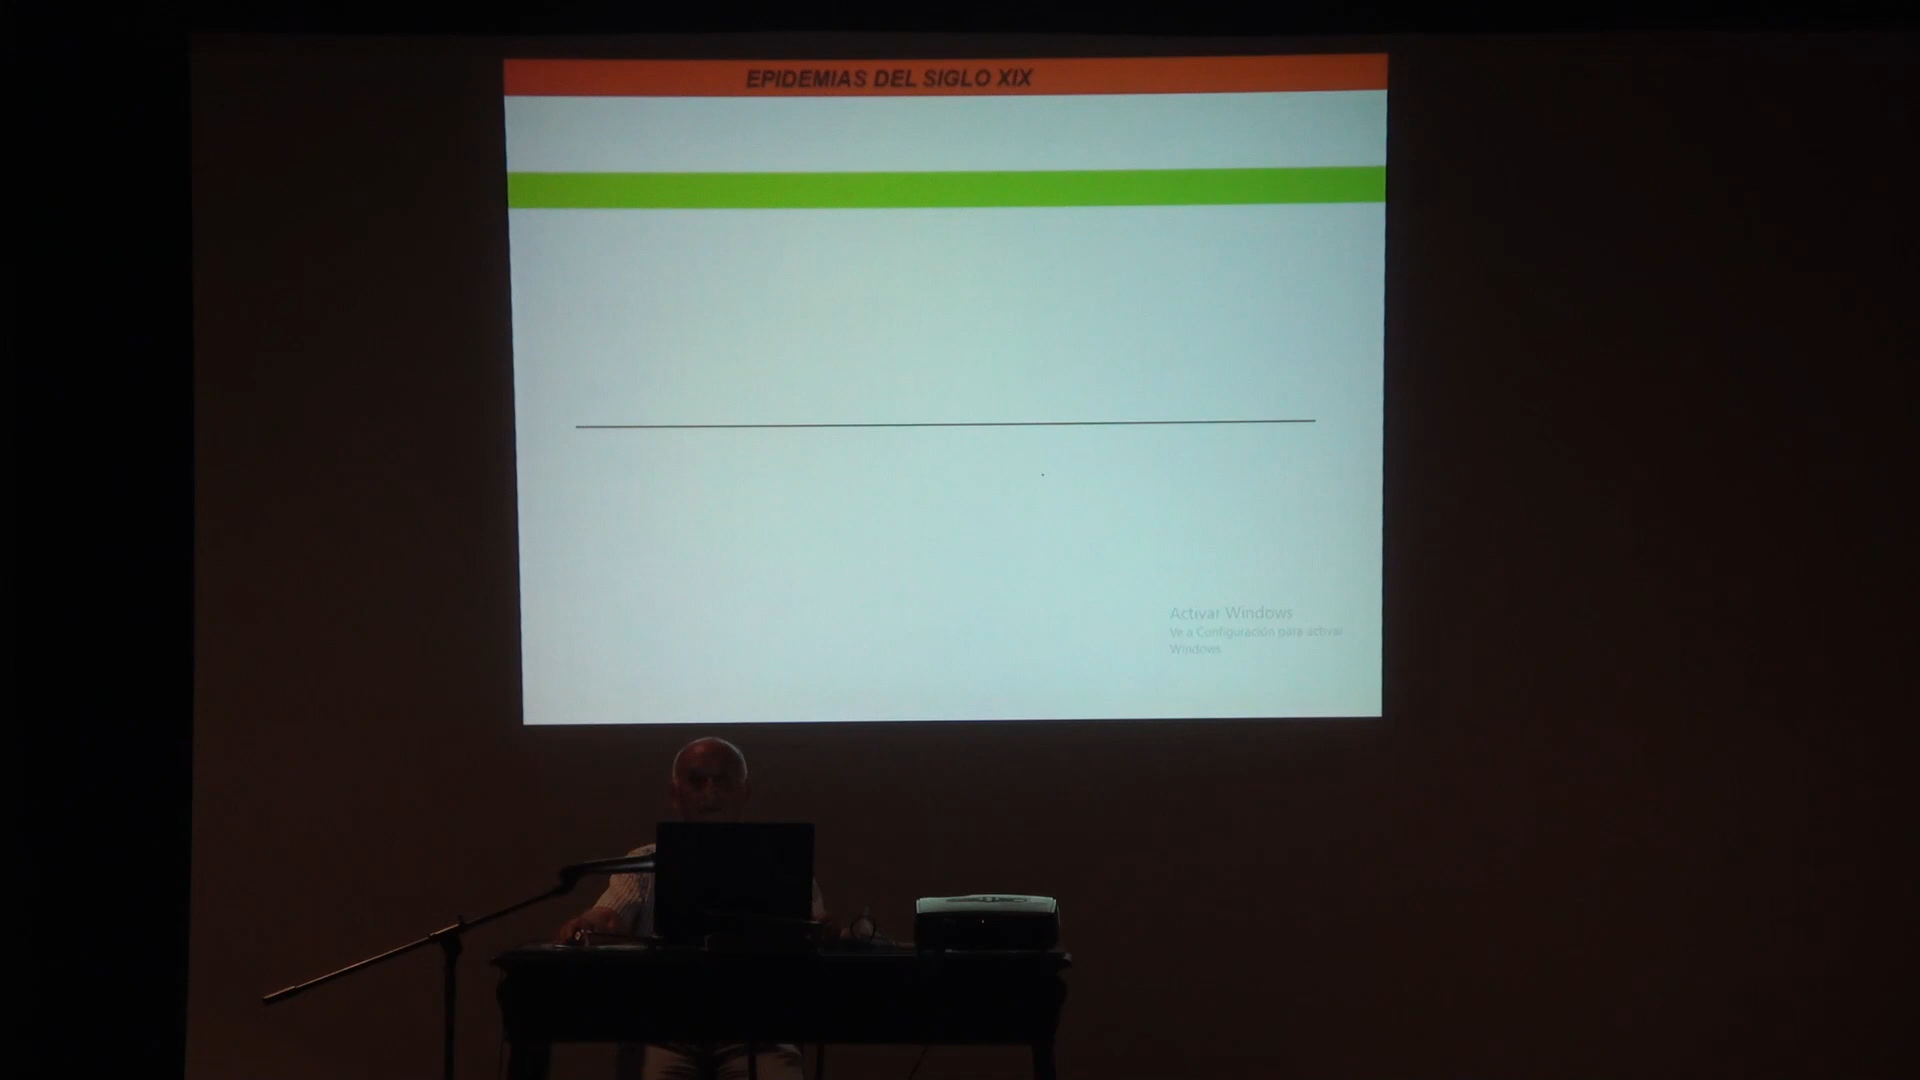 EPIDEMIAS DEL SIGLO XIX
Activar Windows
Ve a Configuración para activar
Windows.